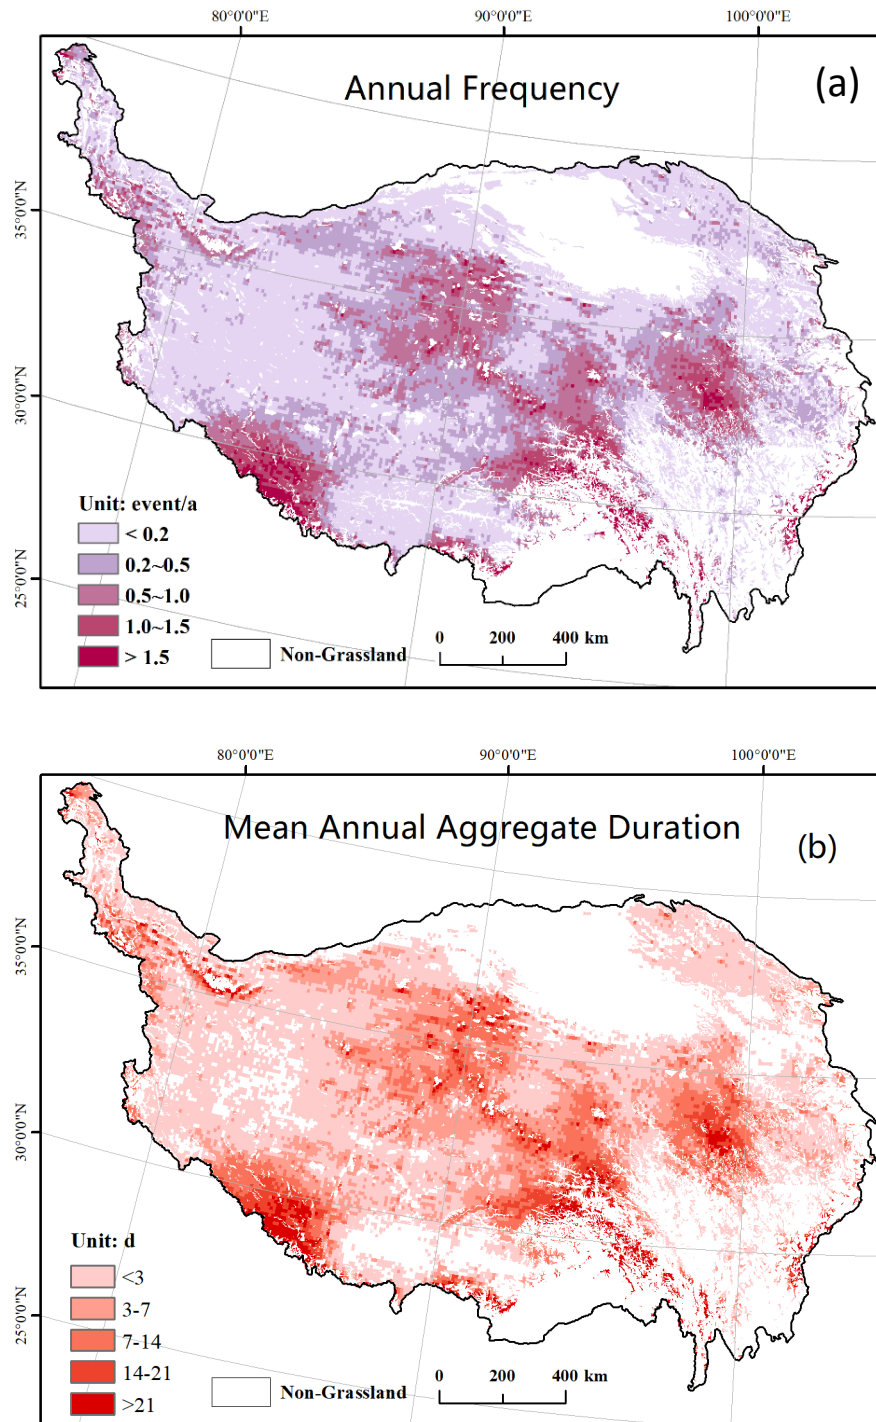 80°0'0"E 90°0'0"E 100°0'0"E
Annual Frequency
(a)
35°0'0"N
30°0'0"N
25°0'0"N
Unit: event/a
< 0.2
0.2~0.5
0.5~1.0
1.0~1.5
> 1.5
Non-Grassland
0 200 400 km
80°0'0"E 90°0'0"E 100°0'0"E
Mean Annual Aggregate Duration
(b)
35°0'0"N
30°0'0"N
25°0'0"N
Unit: d
<3
3-7
7-14
14-21
>21
Non-Grassland
0 200 400 km